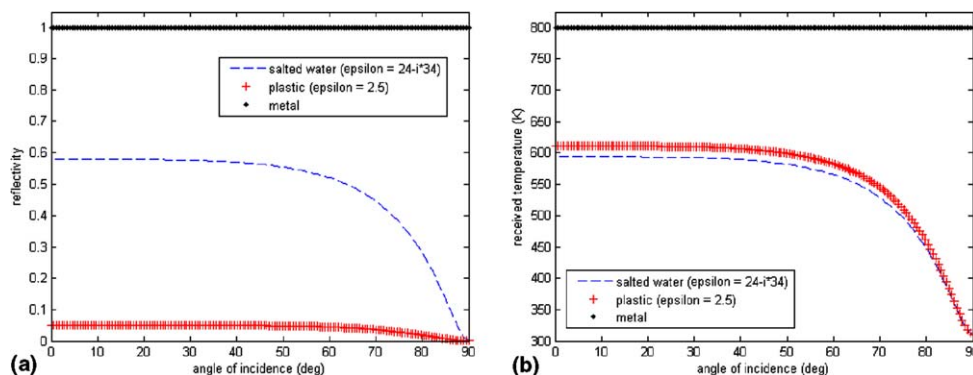 1
0.9
0.8
0.7
0.6
0.5
0.4
0.3
0.2
0.1
0
reflectivity
salted water (epsilon = 24-i*34)
plastic (epsilon = 2.5)
metal
0 10 20 30 40 50 60 70 80 90
angle of incidence (deg)
(a)
800
750
700
650
600
550
500
450
400
350
300
received temperature (K)
salted water (epsilon = 24-i*34)
plastic (epsilon = 2.5)
metal
0 10 20 30 40 50 60 70 80 90
angle of incidence (deg)
(b)